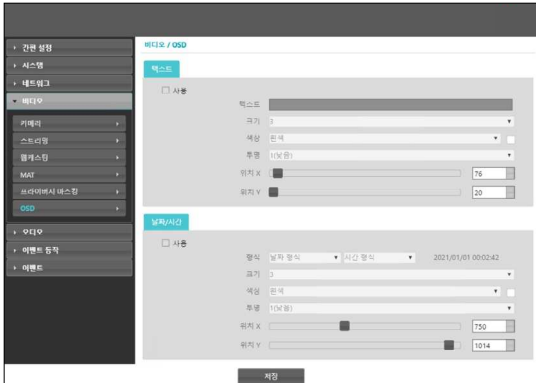 간편 설정
시스템
네트워크
비디오
카메라
스트리밍
웹캐스팅
MAT
프라이버시 마스킹
OSD
오디오
이벤트 동작
이벤트
비디오 / OSD
텍스트
사용
텍스트
크기 3
색상 흰색
투명 1(낮음)
위치 X 76
위치 Y 20
날짜/시간
사용
형식 날짜 형식 시간 형식 2021/01/01 00:02:42
크기 3
색상 흰색
투명 1(낮음)
위치 X 750
위치 Y 1014
저장